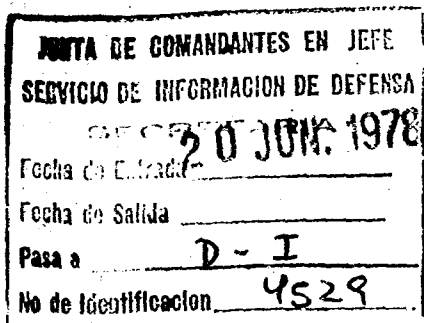 JUNTA DE COMANDANTES EN JEFE
SERVICIO DE INFORMACION DE DEFENSA
20 JUN. 1978
Fecha de Entrada
Fecha de Salida
Pasa a D - I
No de Identificacion 4529